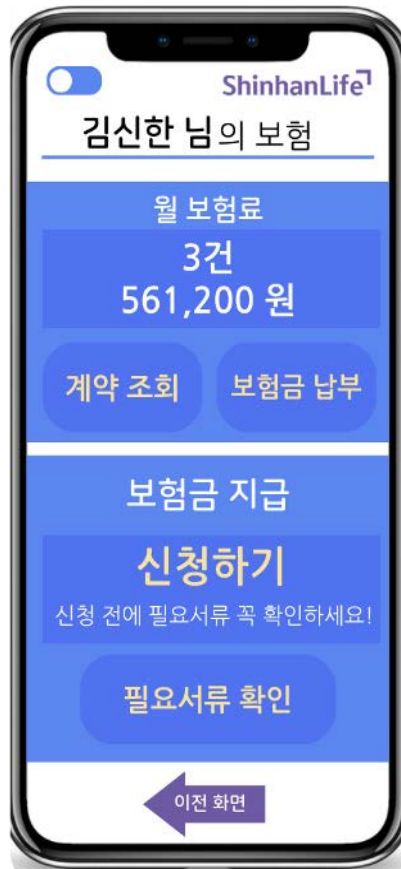 ShinhanLife
김신한 님의 보험
월 보험료
3건
561,200 원
계약 조회
보험금 납부
보험금 지급
신청하기
신청 전에 필요서류 꼭 확인하세요!
필요서류 확인
이전 화면